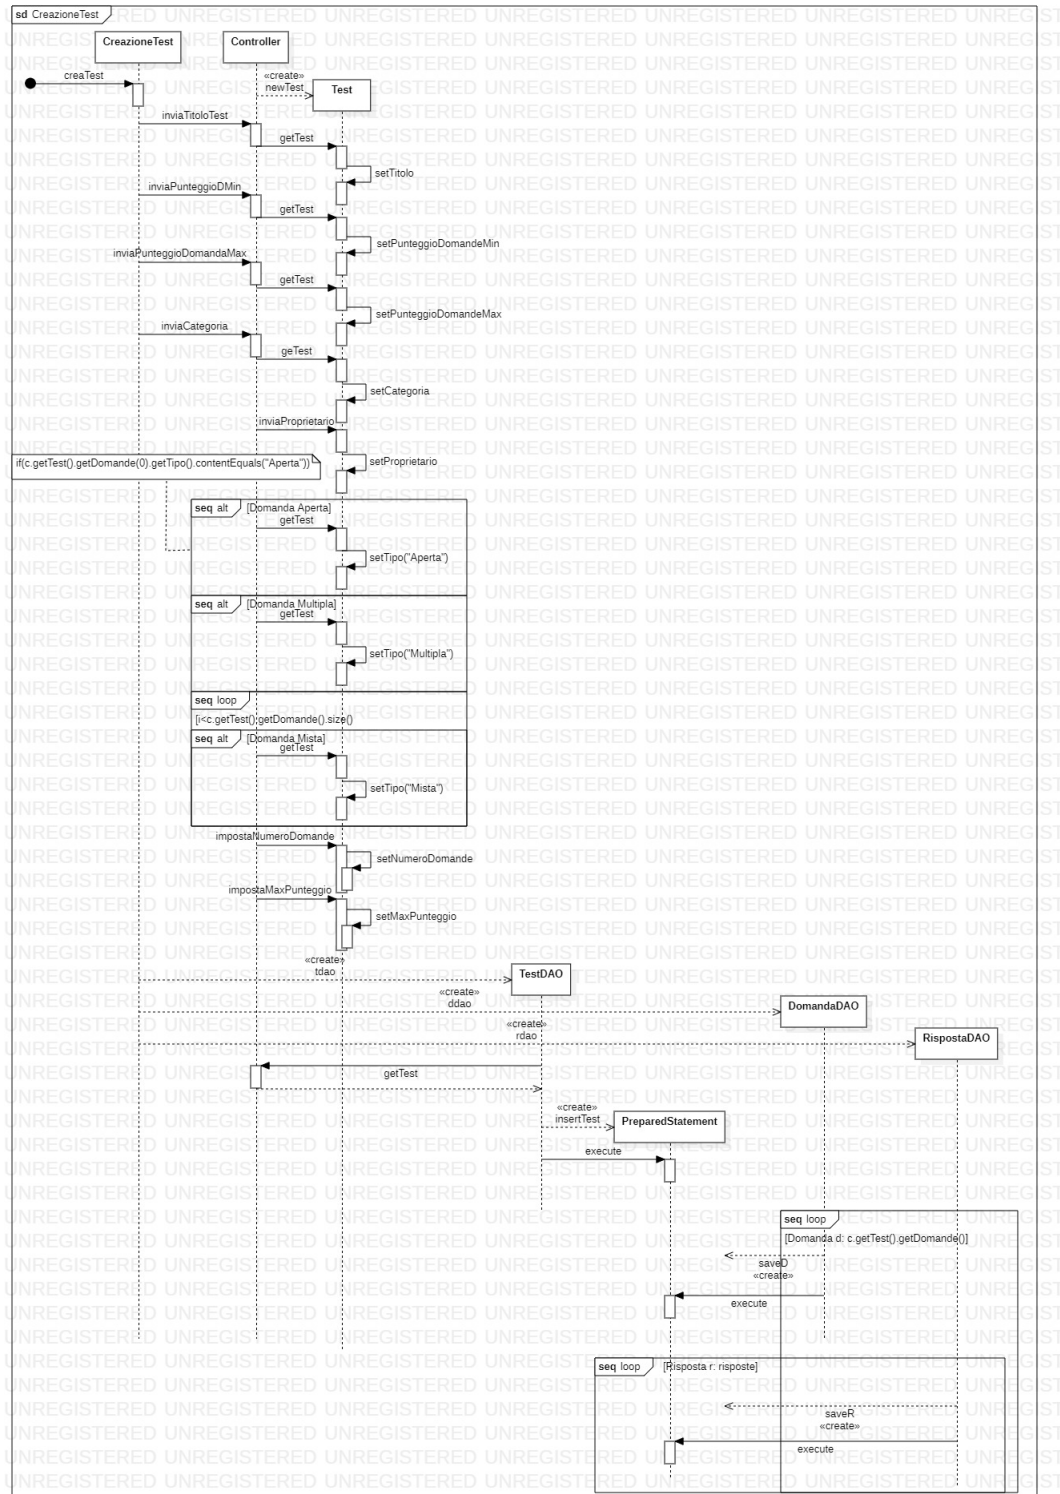 sd CreazioneTest
CreazioneTest
Controller
«create»
newTest
Test
creaTest
inviaTitoloTest
getTest
setTitolo
inviaPunteggioDMin
getTest
setPunteggioDomandeMin
inviaPunteggioDomandaMax
getTest
setPunteggioDomandeMax
inviaCategoria
geTest
setCategoria
inviaProprietario
setProprietario
if(c.getTest().getDomande(0).getTipo().contentEquals("Aperta"))
seq alt [Domanda Aperta]
getTest
setTipo("Aperta")
seq alt [Domanda Multipla]
getTest
setTipo("Multipla")
seq loop
[i<c.getTest().getDomande().size()
seq alt [Domanda Mista]
getTest
setTipo("Mista")
impostaNumeroDomande
setNumeroDomande
impostaMaxPunteggio
setMaxPunteggio
«create»
tdao
TestDAO
«create»
ddao
DomandaDAO
«create»
rdao
RispostaDAO
getTest
«create»
insertTest
PreparedStatement
execute
seq loop
[Domanda d: c.getTest().getDomande()]
saveD
«create»
execute
seq loop [Risposta r: risposte]
saveR
«create»
execute
UNREGISTERED